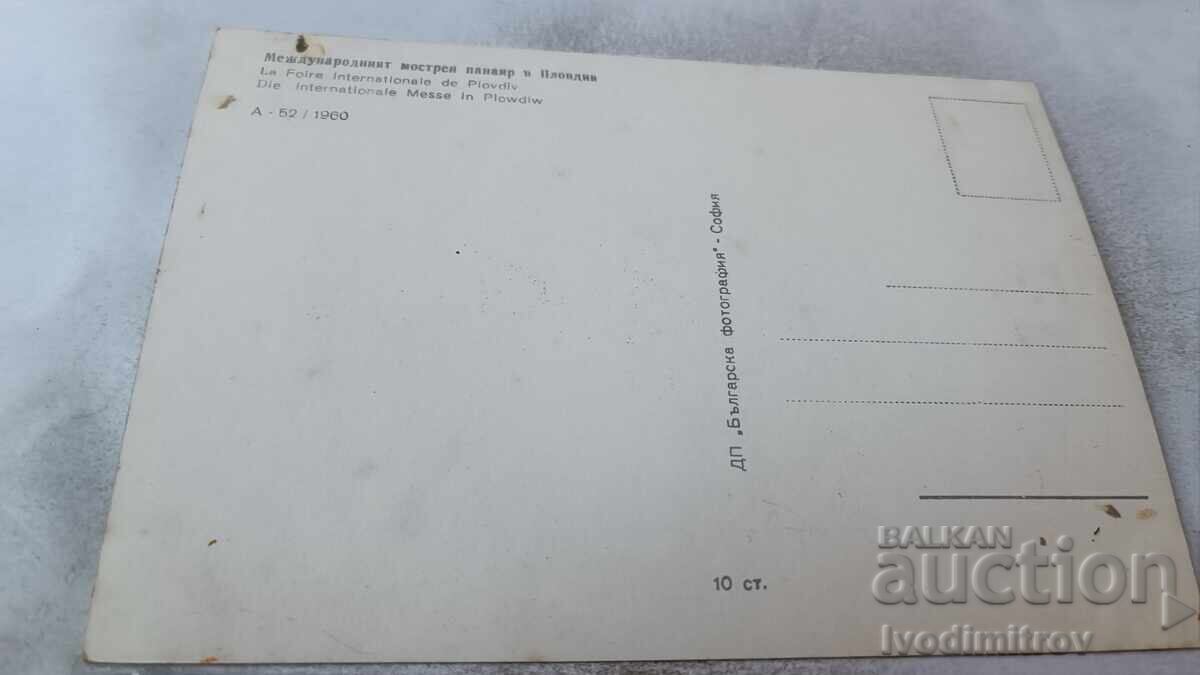 Международният мострен панаир в Пловдив
La Foire Internationale de Plovdiv
Die Internationale Messe in Plowdiw
A - 52 / 1960
ДП „Българска фотография" - София
10 ст.
BALKAN
auction
Ivodimitrov